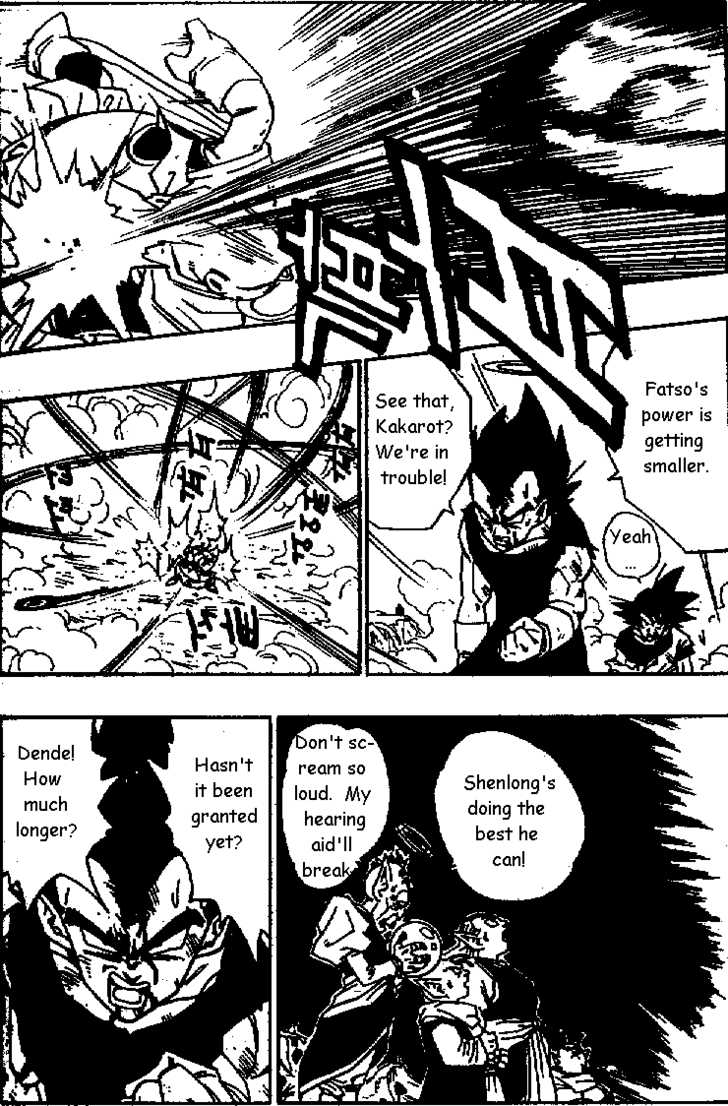 See that,
Kakarot?
We're in
trouble!
Fatso's
power is
getting
smaller.
Yeah
...
Dende!
How
much
longer?
Hasn't
it been
granted
yet?
Don't sc-
ream so
loud. My
hearing
aid'll
break
Shenlong's
doing the
best he
can!